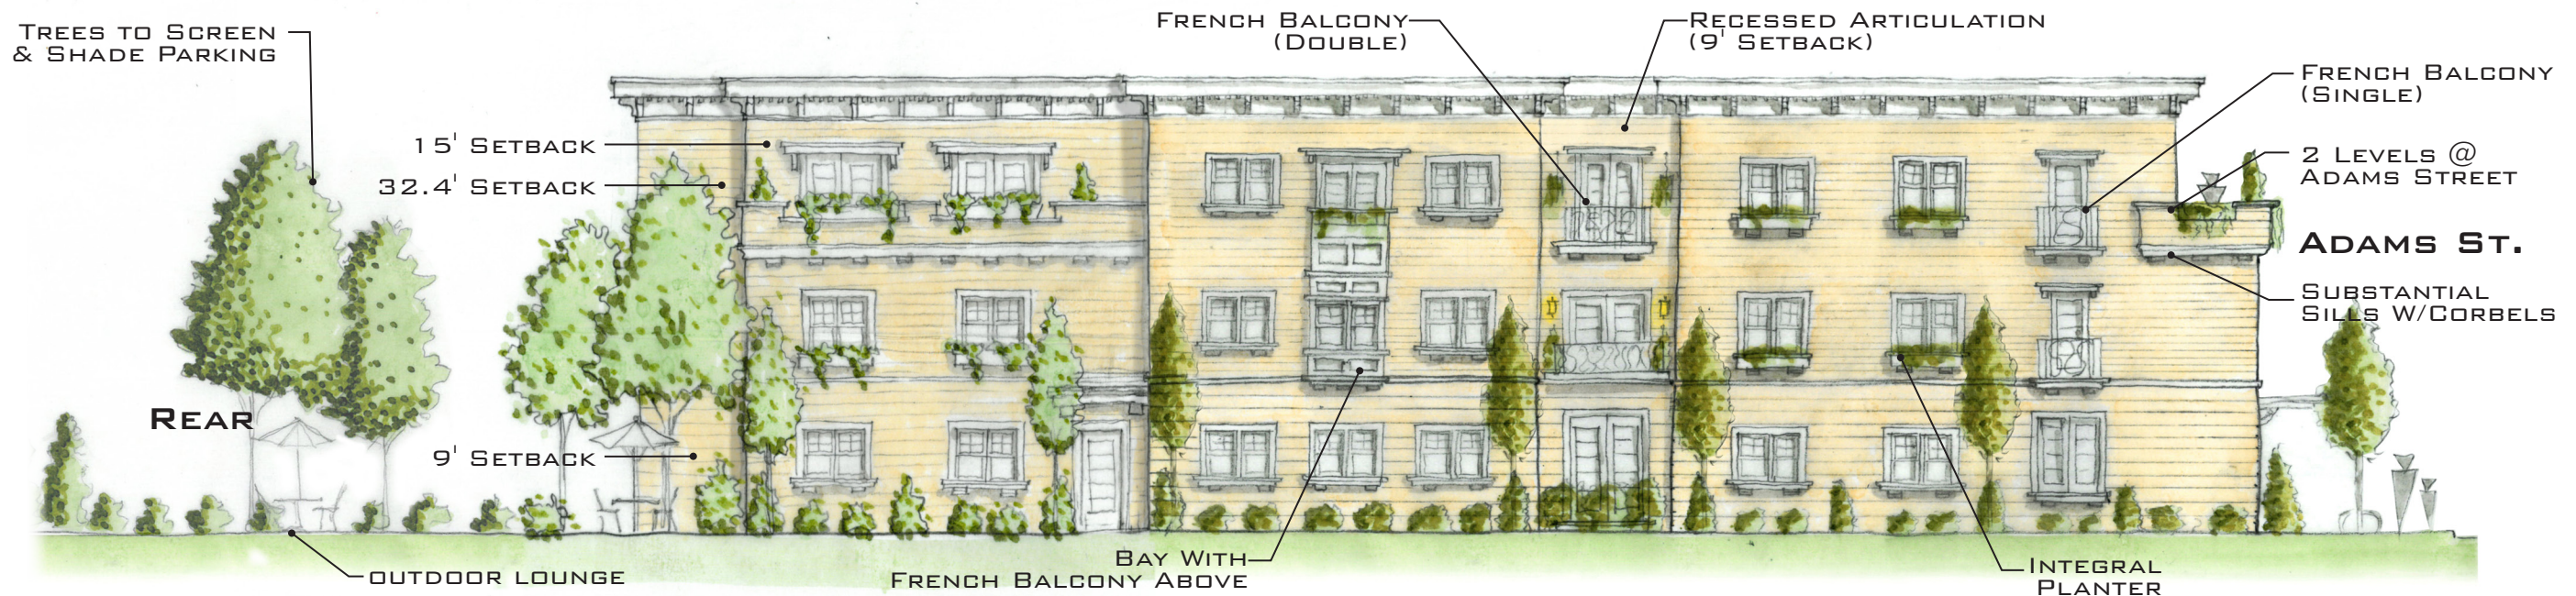 Trees to Screen
& Shade Parking
15' Setback
32.4' Setback
Rear
9' Setback
outdoor lounge
French Balcony
(Double)
Recessed Articulation
(9' Setback)
French Balcony
(Single)
2 Levels @
Adams Street
Adams St.
Substantial
Sills w/Corbels
Bay With
French Balcony Above
Integral
Planter